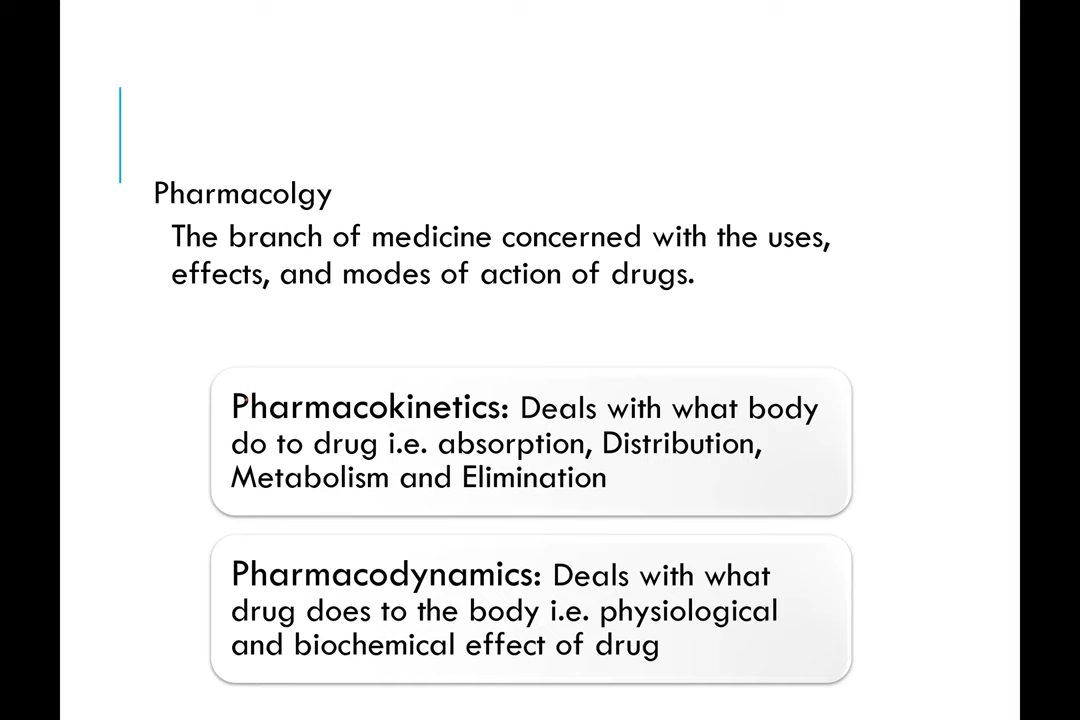 Pharmacolgy
The branch of medicine concerned with the uses,
effects, and modes of action of drugs.
Pharmacokinetics: Deals with what body
do to drug i.e. absorption, Distribution,
Metabolism and Elimination
Pharmacodynamics: Deals with what
drug does to the body i.e. physiological
and biochemical effect of drug